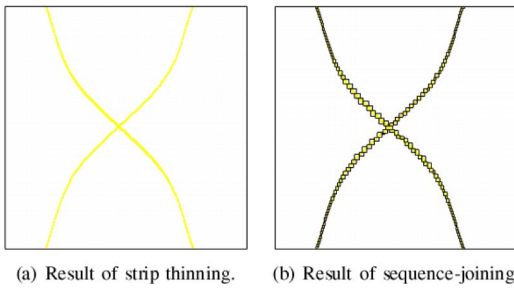 (a) Result of strip thinning.
(b) Result of sequence-joining